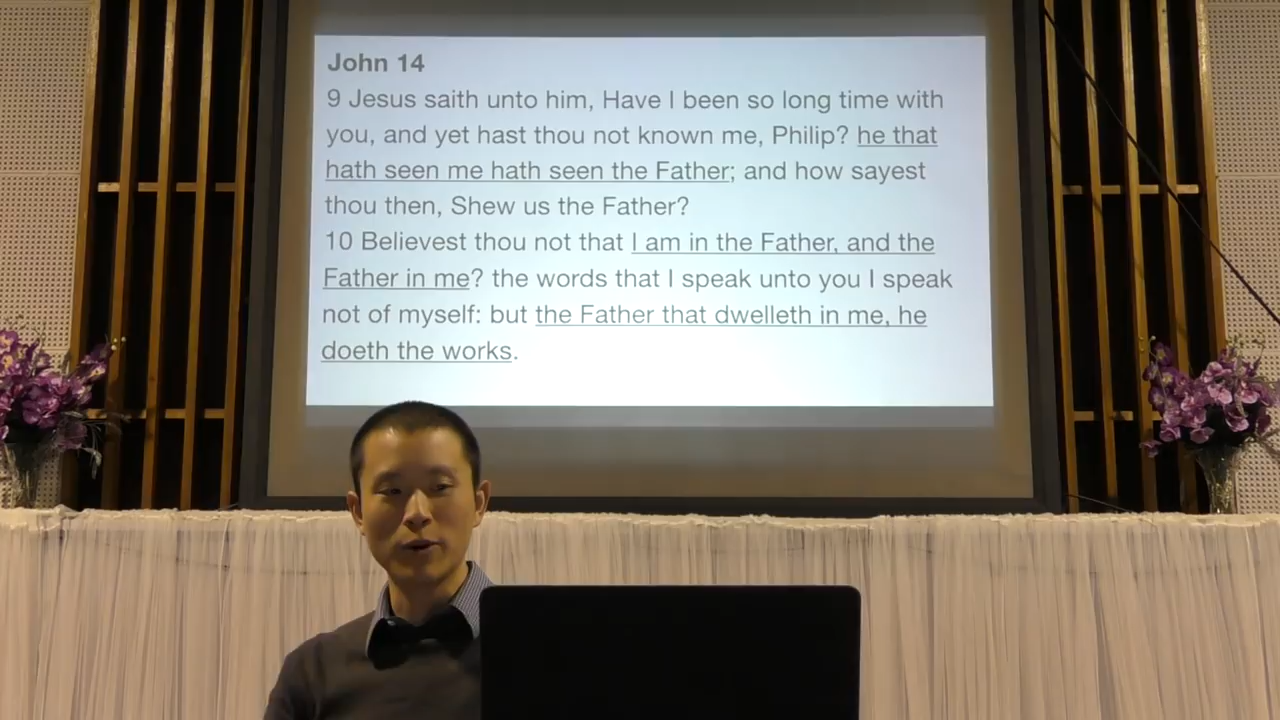 John 14
9 Jesus saith unto him, Have I been so long time with
you, and yet hast thou not known me, Philip? he that
hath seen me hath seen the Father; and how sayest
thou then, Shew us the Father?
10 Believest thou not that I am in the Father, and the
Father in me? the words that I speak unto you I speak
not of myself: but the Father that dwelleth in me, he
doeth the works.